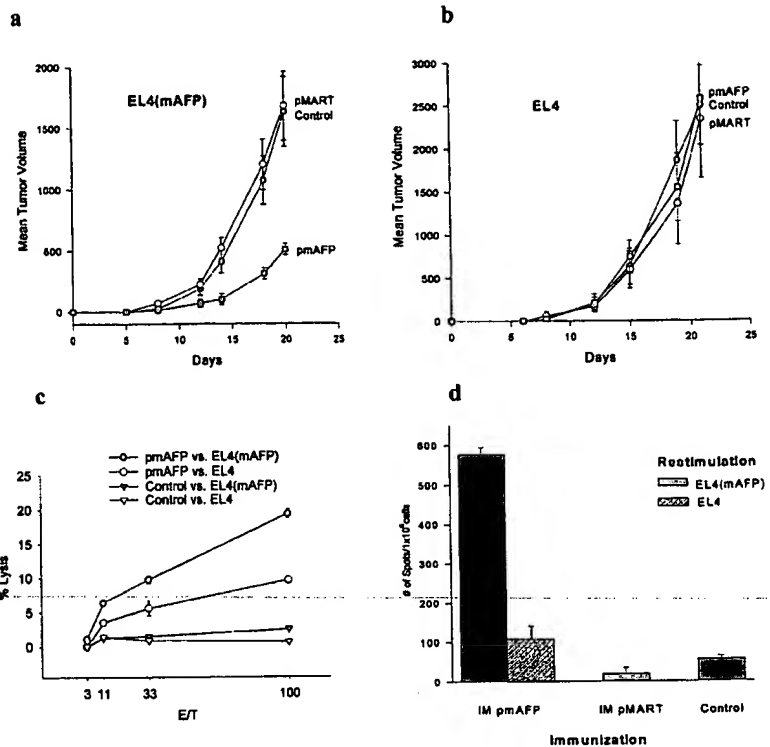 a
EL4(mAFP)
Mean Tumor Volume
2000
1500
1000
500
0
pMART
Control
pmAFP
0 5 10 15 20 25
Days
b
EL4
Mean Tumor Volume
3000
2500
2000
1500
1000
500
0
pmAFP
Control
pMART
0 5 10 15 20 25
Days
c
pmAFP vs. EL4(mAFP)
pmAFP vs. EL4
Control vs. EL4(mAFP)
Control vs. EL4
% Lysis
25
20
15
10
5
0
3 11 33 100
E/T
d
# of Spots/1x10⁶cells
600
500
400
300
200
100
0
Restimulation
EL4(mAFP)
EL4
IM pmAFP IM pMART Control
Immunization